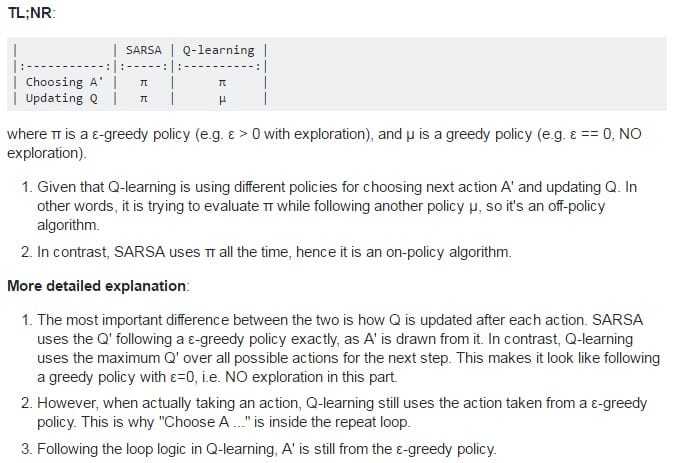 TL;NR:
|             | SARSA | Q-learning |
|:-----------:|:-----:|:----------:|
| Choosing A' |   π   |     π      |
| Updating Q  |   π   |     μ      |
where π is a ε-greedy policy (e.g. ε > 0 with exploration), and μ is a greedy policy (e.g. ε == 0, NO
exploration).
1. Given that Q-learning is using different policies for choosing next action A' and updating Q. In
other words, it is trying to evaluate π while following another policy μ, so it's an off-policy
algorithm.
2. In contrast, SARSA uses π all the time, hence it is an on-policy algorithm.
More detailed explanation:
1. The most important difference between the two is how Q is updated after each action. SARSA
uses the Q' following a ε-greedy policy exactly, as A' is drawn from it. In contrast, Q-learning
uses the maximum Q' over all possible actions for the next step. This makes it look like following
a greedy policy with ε=0, i.e. NO exploration in this part.
2. However, when actually taking an action, Q-learning still uses the action taken from a ε-greedy
policy. This is why "Choose A ..." is inside the repeat loop.
3. Following the loop logic in Q-learning, A' is still from the ε-greedy policy.